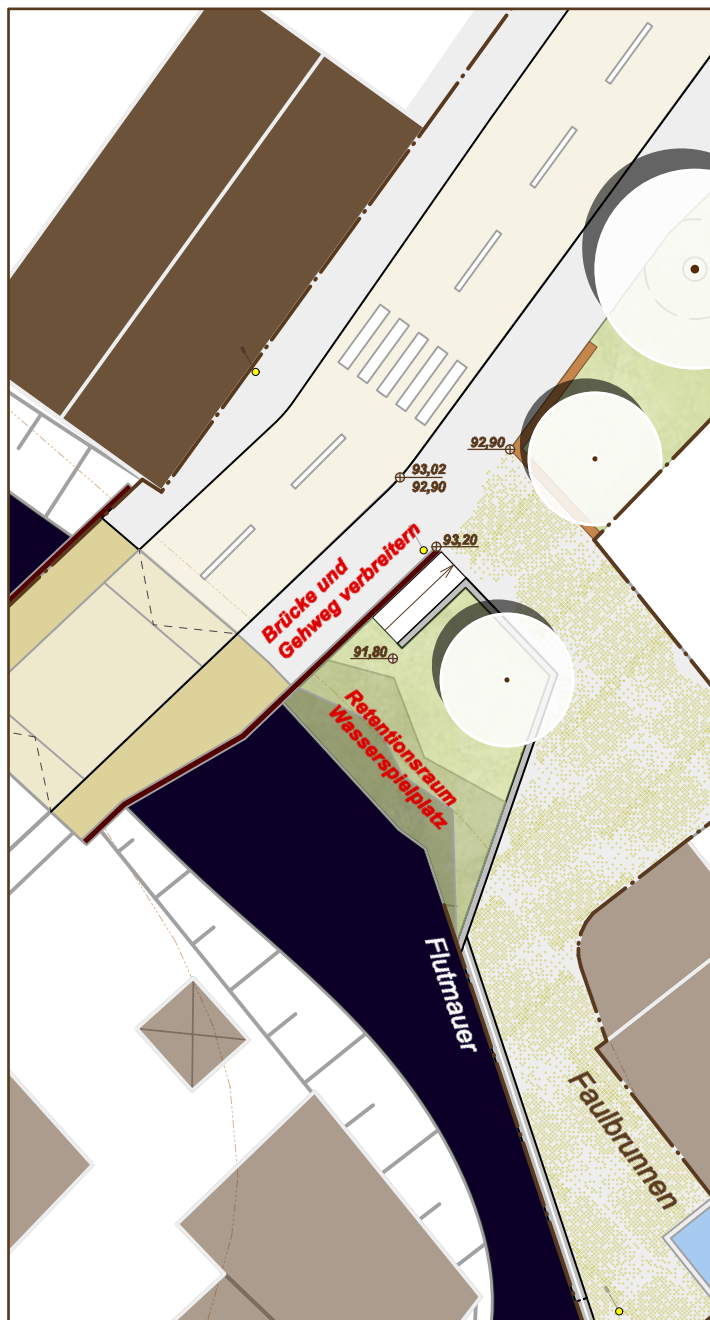 92,90
93,02
92,90
93,20
Brücke und
Gehweg verbreitern
91,80
Retentionsraum
Wasserspielplatz
Flutmauer
Faulbrunnen